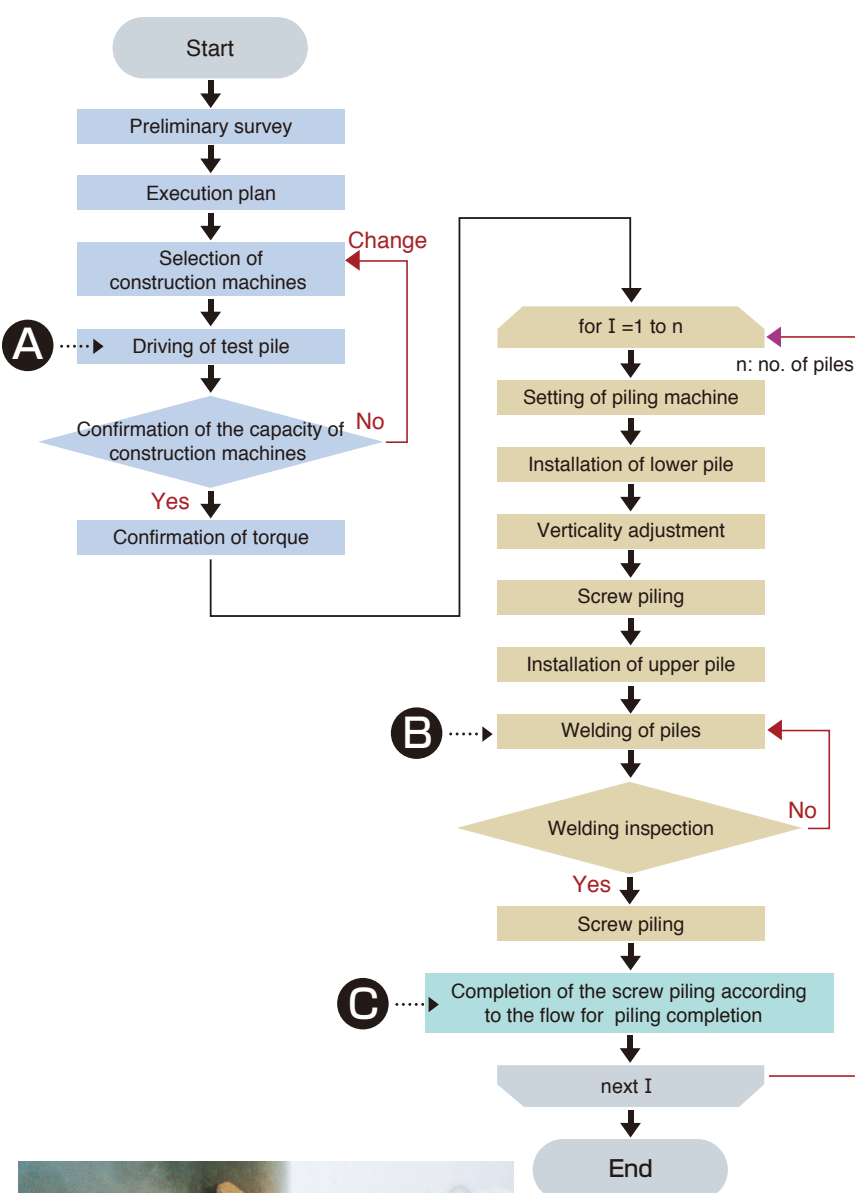 Start
Preliminary survey
Execution plan
Change
Selection of
construction machines
A
Driving of test pile
Confirmation of the capacity of
construction machines
No
Yes
Confirmation of torque
for I =1 to n
n: no. of piles
Setting of piling machine
Installation of lower pile
Verticality adjustment
Screw piling
Installation of upper pile
B
Welding of piles
Welding inspection
No
Yes
Screw piling
C
Completion of the screw piling according
to the flow for piling completion
next I
End